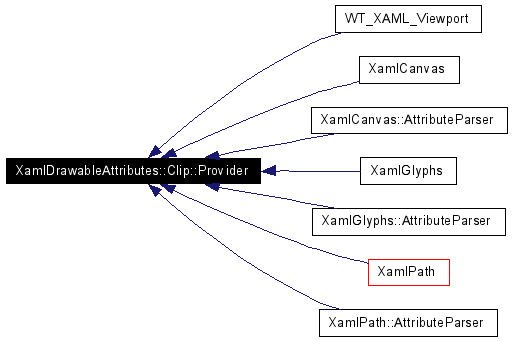 WT_XAML_Viewport
XamlCanvas
XamlCanvas::AttributeParser
XamlDrawableAttributes::Clip::Provider
XamlGlyphs
XamlGlyphs::AttributeParser
XamlPath
XamlPath::AttributeParser